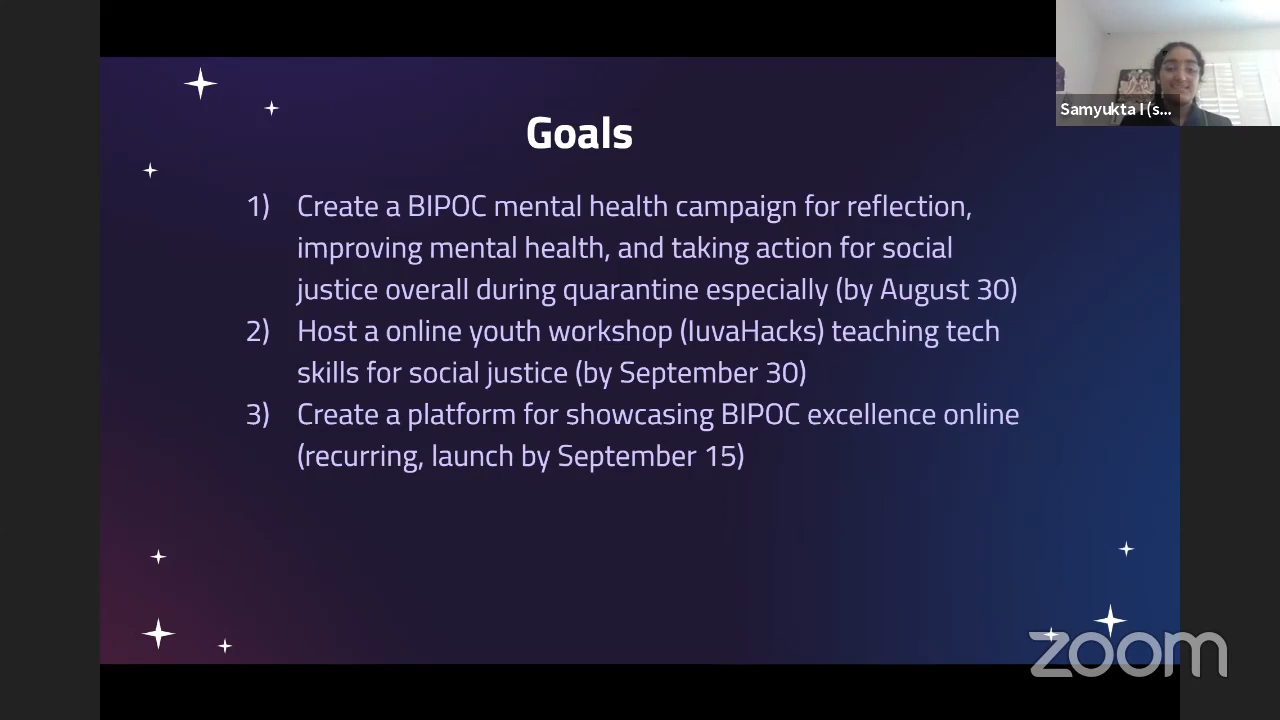 Goals
Samyukta I (s...
1) Create a BIPOC mental health campaign for reflection,
improving mental health, and taking action for social
justice overall during quarantine especially (by August 30)
2) Host a online youth workshop (IuvaHacks) teaching tech
skills for social justice (by September 30)
3) Create a platform for showcasing BIPOC excellence online
(recurring, launch by September 15)
zoom